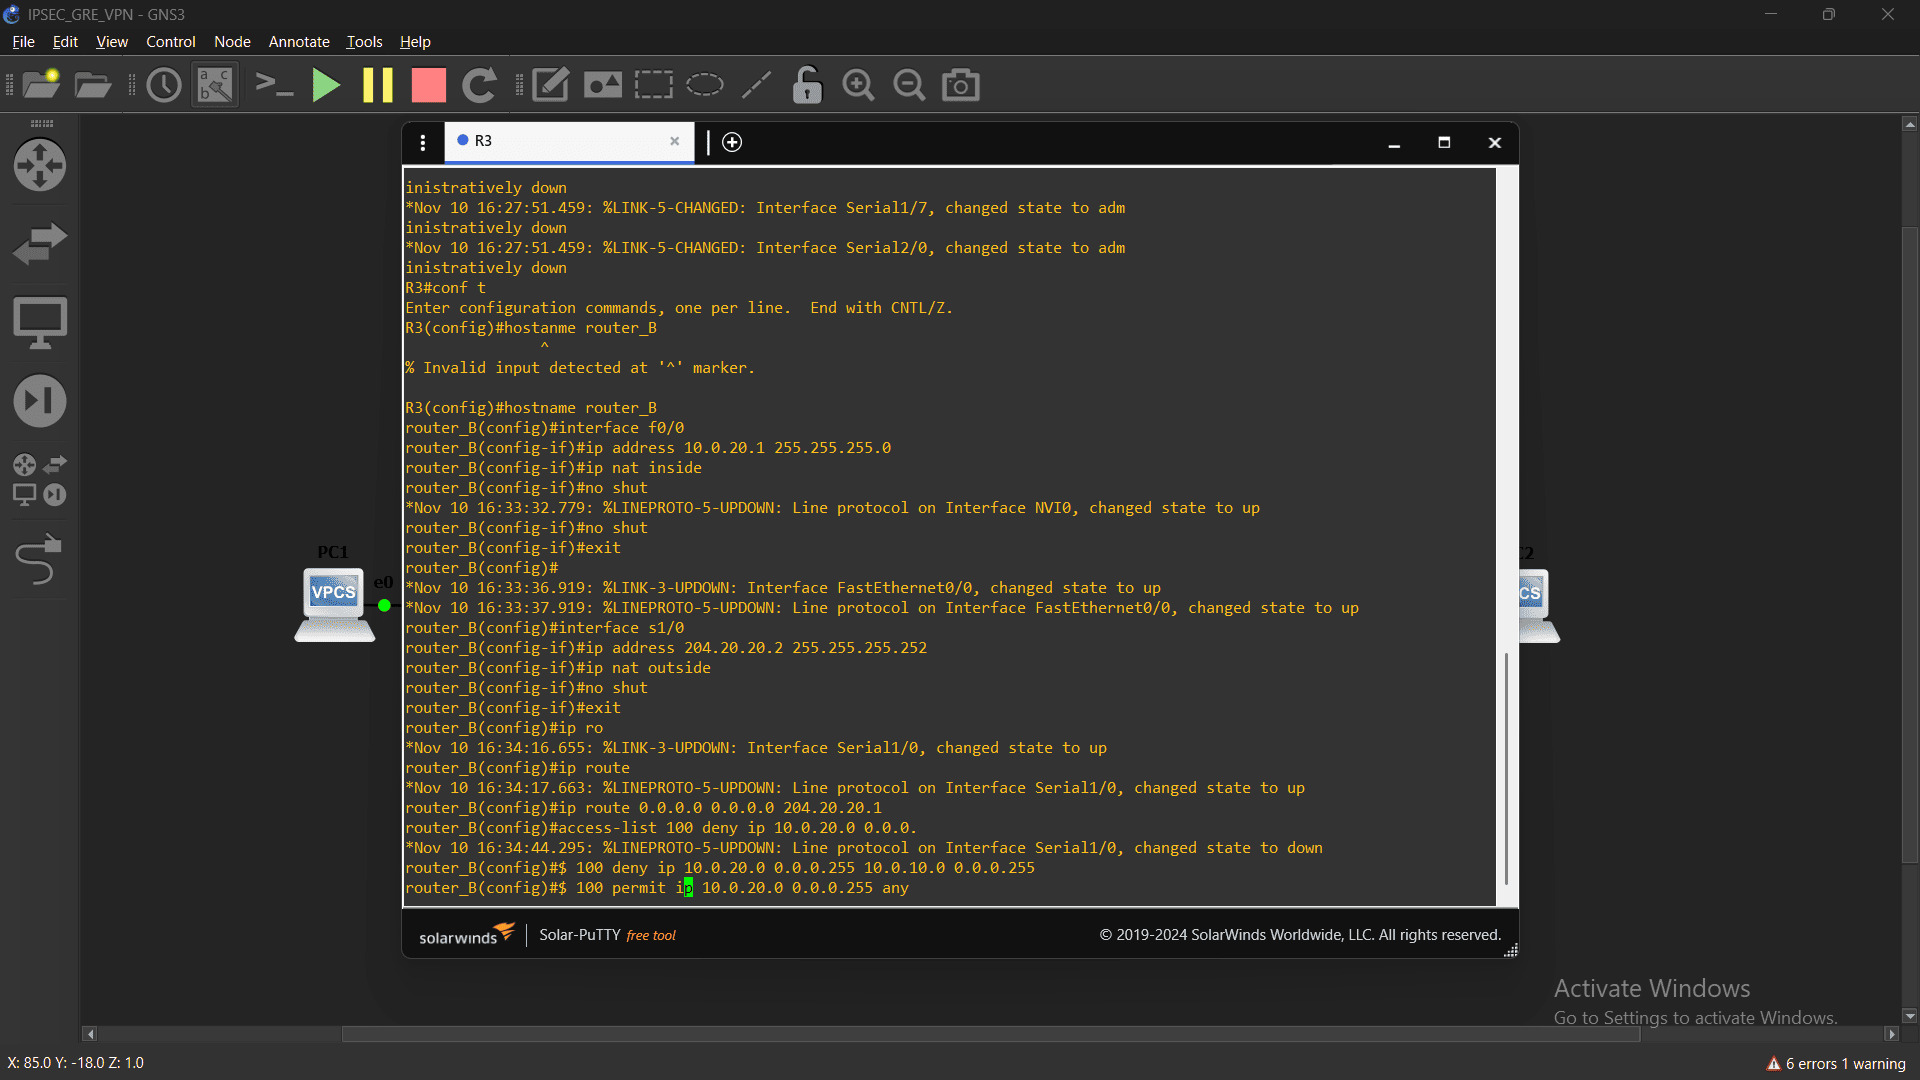 IPSEC_GRE_VPN - GNS3
File Edit View Control Node Annotate Tools Help
R3
inistratively down
*Nov 10 16:27:51.459: %LINK-5-CHANGED: Interface Serial1/7, changed state to adm
inistratively down
*Nov 10 16:27:51.459: %LINK-5-CHANGED: Interface Serial2/0, changed state to adm
inistratively down
R3#conf t
Enter configuration commands, one per line.  End with CNTL/Z.
R3(config)#hostanme router_B
^
% Invalid input detected at '^' marker.
R3(config)#hostname router_B
router_B(config)#interface f0/0
router_B(config-if)#ip address 10.0.20.1 255.255.255.0
router_B(config-if)#ip nat inside
router_B(config-if)#no shut
*Nov 10 16:33:32.779: %LINEPROTO-5-UPDOWN: Line protocol on Interface NVI0, changed state to up
router_B(config-if)#no shut
router_B(config-if)#exit
router_B(config)#
*Nov 10 16:33:36.919: %LINK-3-UPDOWN: Interface FastEthernet0/0, changed state to up
*Nov 10 16:33:37.919: %LINEPROTO-5-UPDOWN: Line protocol on Interface FastEthernet0/0, changed state to up
router_B(config)#interface s1/0
router_B(config-if)#ip address 204.20.20.2 255.255.255.252
router_B(config-if)#ip nat outside
router_B(config-if)#no shut
router_B(config-if)#exit
router_B(config)#ip ro
*Nov 10 16:34:16.655: %LINK-3-UPDOWN: Interface Serial1/0, changed state to up
router_B(config)#ip route
*Nov 10 16:34:17.663: %LINEPROTO-5-UPDOWN: Line protocol on Interface Serial1/0, changed state to up
router_B(config)#ip route 0.0.0.0 0.0.0.0 204.20.20.1
router_B(config)#access-list 100 deny ip 10.0.20.0 0.0.0.
*Nov 10 16:34:44.295: %LINEPROTO-5-UPDOWN: Line protocol on Interface Serial1/0, changed state to down
router_B(config)#$ 100 deny ip 10.0.20.0 0.0.0.255 10.0.10.0 0.0.0.255
router_B(config)#$ 100 permit ip 10.0.20.0 0.0.0.255 any
PC1
e0
VPCS
C2
CS
solarwinds Solar-PuTTY free tool
© 2019-2024 SolarWinds Worldwide, LLC. All rights reserved.
Activate Windows
Go to Settings to activate Windows.
X: 85.0 Y: -18.0 Z: 1.0
6 errors 1 warning